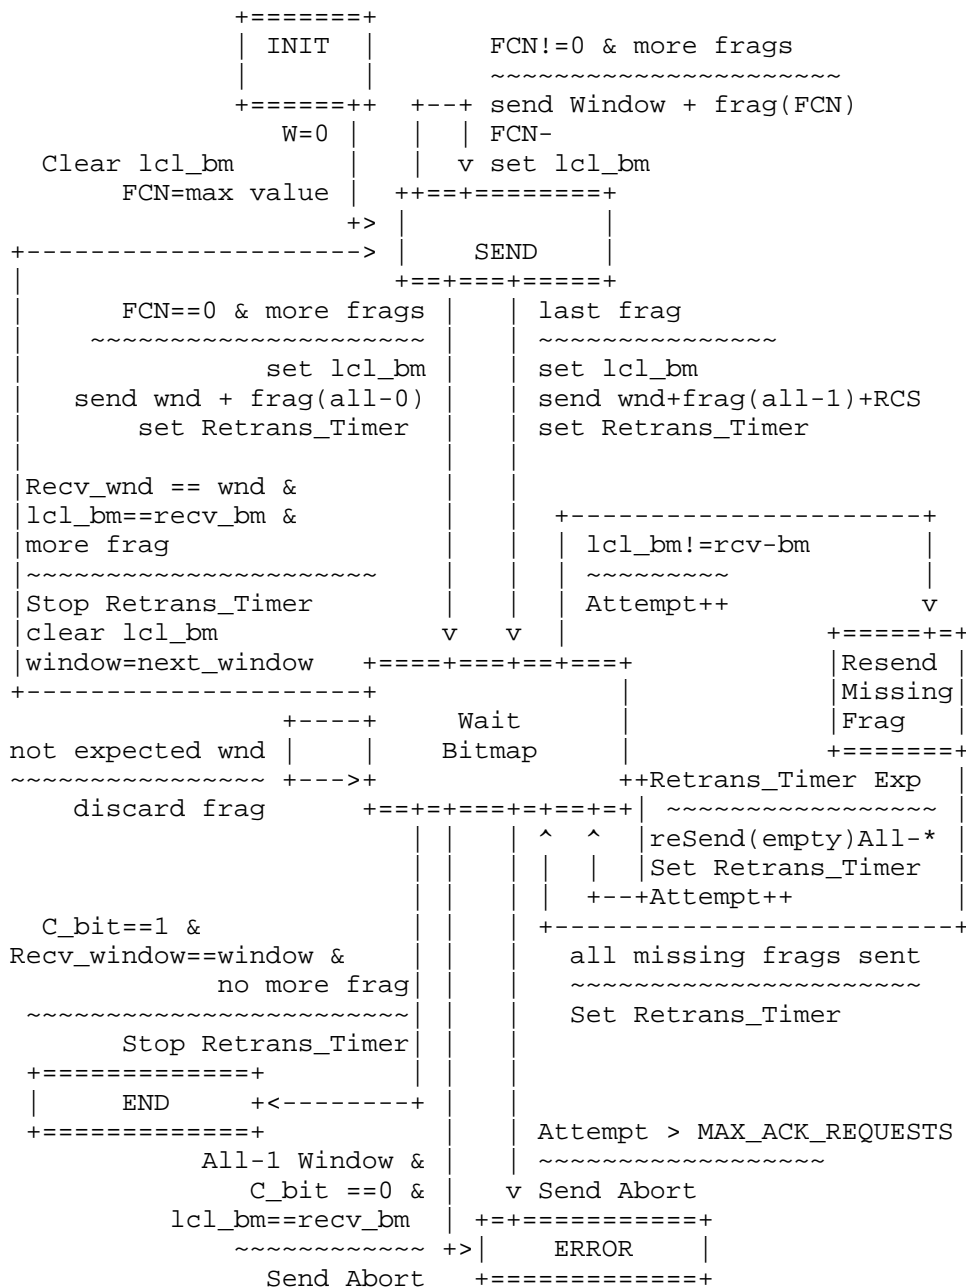 +=======+
               | INIT  |       FCN!=0 & more frags
               |       |       ~~~~~~~~~~~~~~~~~~~~~~
               +======++  +--+ send Window + frag(FCN)
                  W=0 |   |  | FCN-
   Clear lcl_bm       |   |  v set lcl_bm
        FCN=max value |  ++==+========+
                      +> |            |
 +---------------------> |    SEND    |
 |                       +==+===+=====+
 |      FCN==0 & more frags |   | last frag
 |    ~~~~~~~~~~~~~~~~~~~~~ |   | ~~~~~~~~~~~~~~~
 |               set lcl_bm |   | set lcl_bm
 |   send wnd + frag(all-0) |   | send wnd+frag(all-1)+RCS
 |       set Retrans_Timer  |   | set Retrans_Timer
 |                          |   |
 |Recv_wnd == wnd &         |   |
 |lcl_bm==recv_bm &         |   |  +----------------------+
 |more frag                 |   |  | lcl_bm!=rcv-bm       |
 |~~~~~~~~~~~~~~~~~~~~~~    |   |  | ~~~~~~~~~            |
 |Stop Retrans_Timer        |   |  | Attempt++            v
 |clear lcl_bm              v   v  |                +=====+=+
 |window=next_window   +====+===+==+===+            |Resend |
 +---------------------+               |            |Missing|
                  +----+     Wait      |            |Frag   |
 not expected wnd |    |    Bitmap     |            +=======+
 ~~~~~~~~~~~~~~~~ +--->+               ++Retrans_Timer Exp  |
     discard frag      +==+=+===+=+==+=+| ~~~~~~~~~~~~~~~~~ |
                          | |   | ^  ^  |reSend(empty)All-* |
                          | |   | |  |  |Set Retrans_Timer  |
                          | |   | |  +--+Attempt++          |
   C_bit==1 &             | |   | +-------------------------+
 Recv_window==window &    | |   |   all missing frags sent
              no more frag| |   |   ~~~~~~~~~~~~~~~~~~~~~~
  ~~~~~~~~~~~~~~~~~~~~~~~~| |   |   Set Retrans_Timer
        Stop Retrans_Timer| |   |
  +=============+         | |   |
  |     END     +<--------+ |   |
  +=============+           |   | Attempt > MAX_ACK_REQUESTS
             All-1 Window & |   | ~~~~~~~~~~~~~~~~~~
                C_bit ==0 & |   v Send Abort
           lcl_bm==recv_bm  | +=+===========+
               ~~~~~~~~~~~~ +>|    ERROR    |
                 Send Abort   +=============+